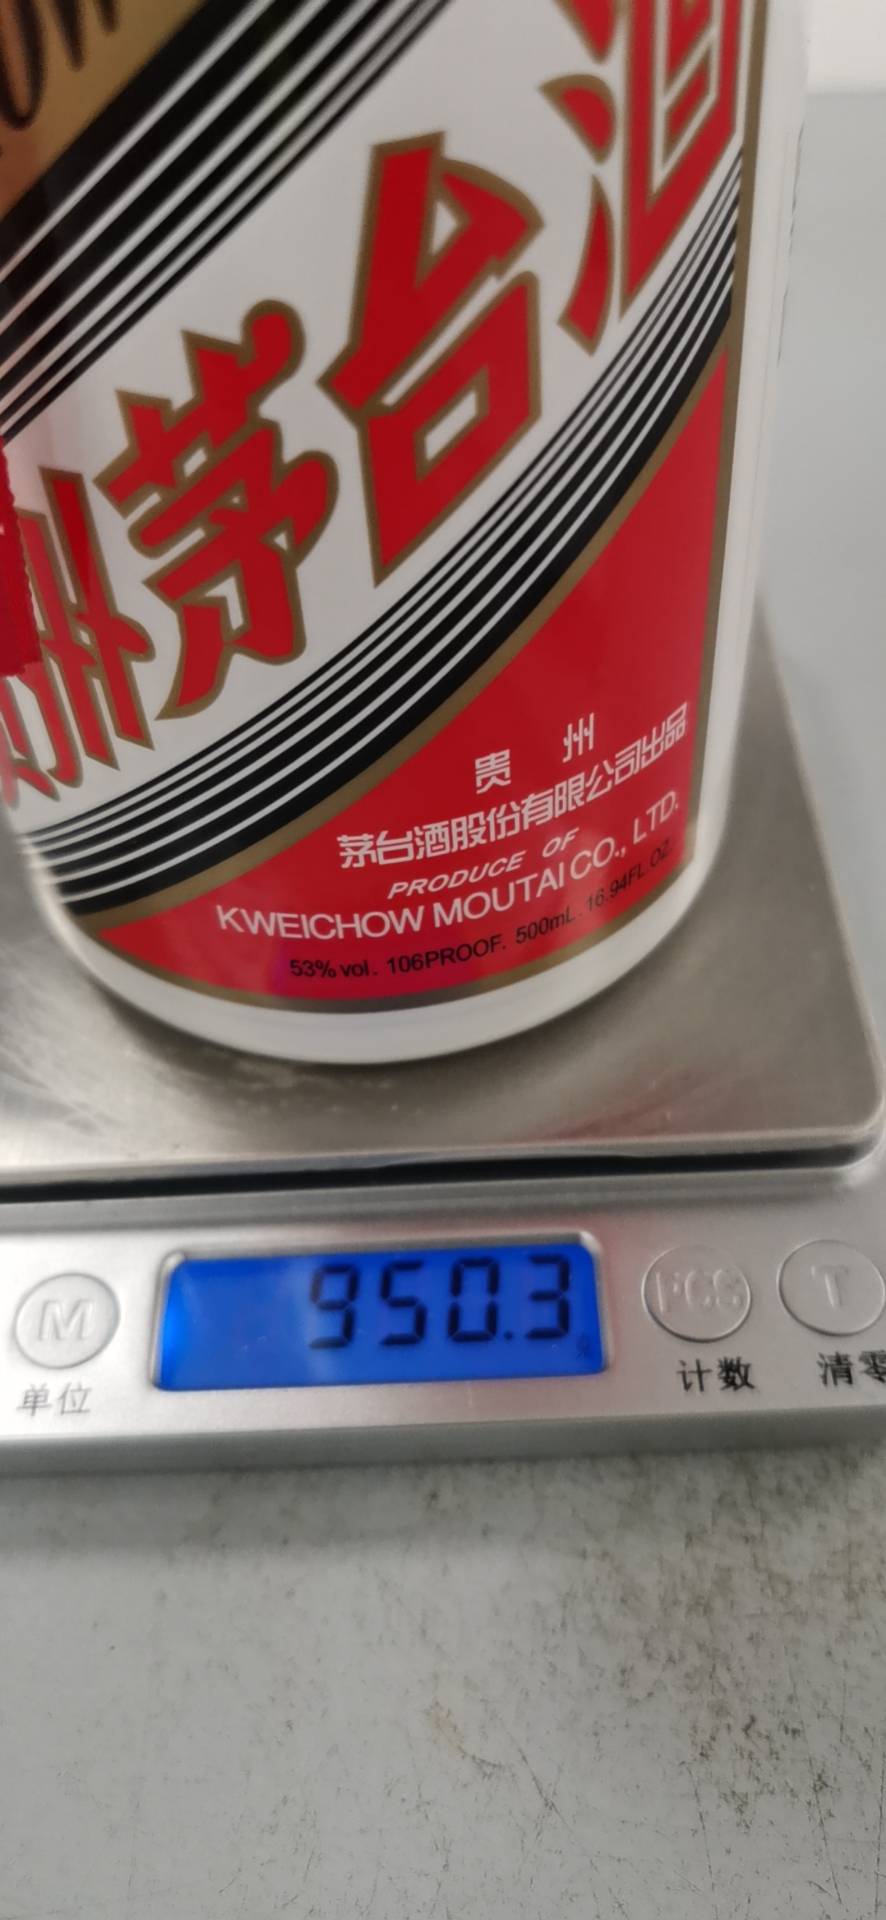 州茅台酒
贵州
茅台酒股份有限公司出品
PRODUCE OF
KWEICHOW MOUTAI CO., LTD.
53% vol. 106PROOF. 500mL. 16.94FL.OZ.
950.3
M
PCS
T
单位
计数
清零